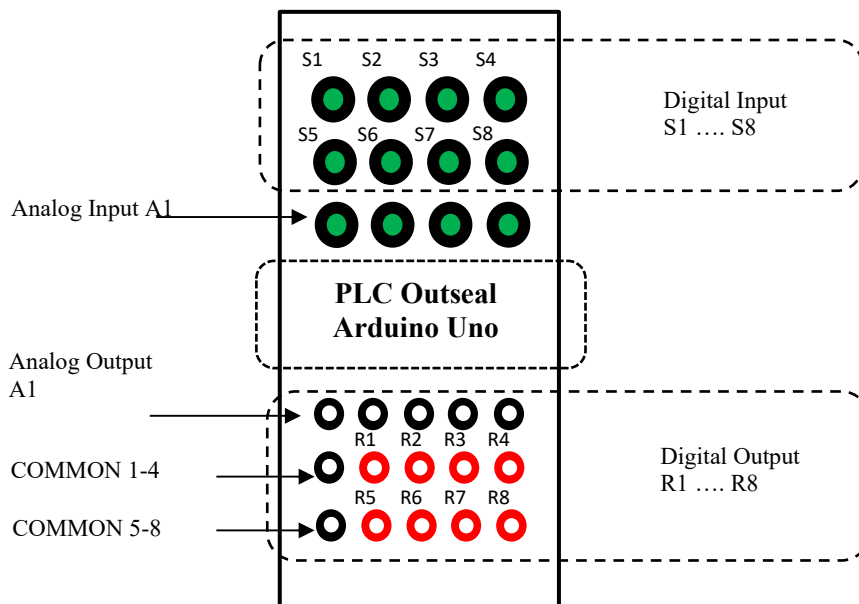 S1 S2 S3 S4
Digital Input
S1 .... S8
S5 S6 S7 S8
Analog Input A1
PLC Outseal
Arduino Uno
Analog Output
A1
R1 R2 R3 R4
COMMON 1-4
Digital Output
R1 .... R8
R5 R6 R7 R8
COMMON 5-8